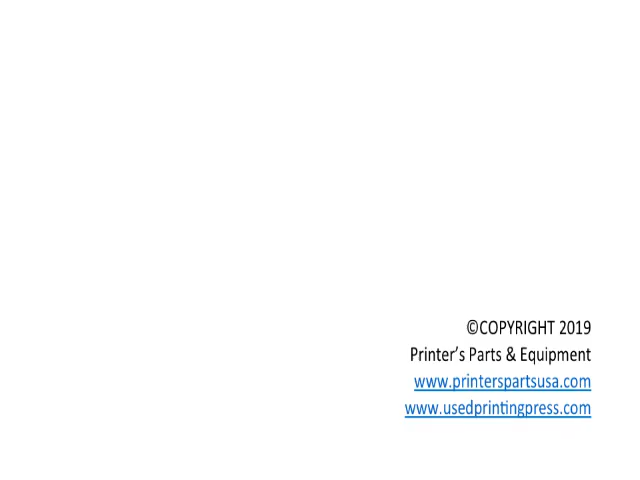 ©COPYRIGHT 2019
Printer’s Parts & Equipment
www.printerspartsusa.com
www.usedprintingpress.com